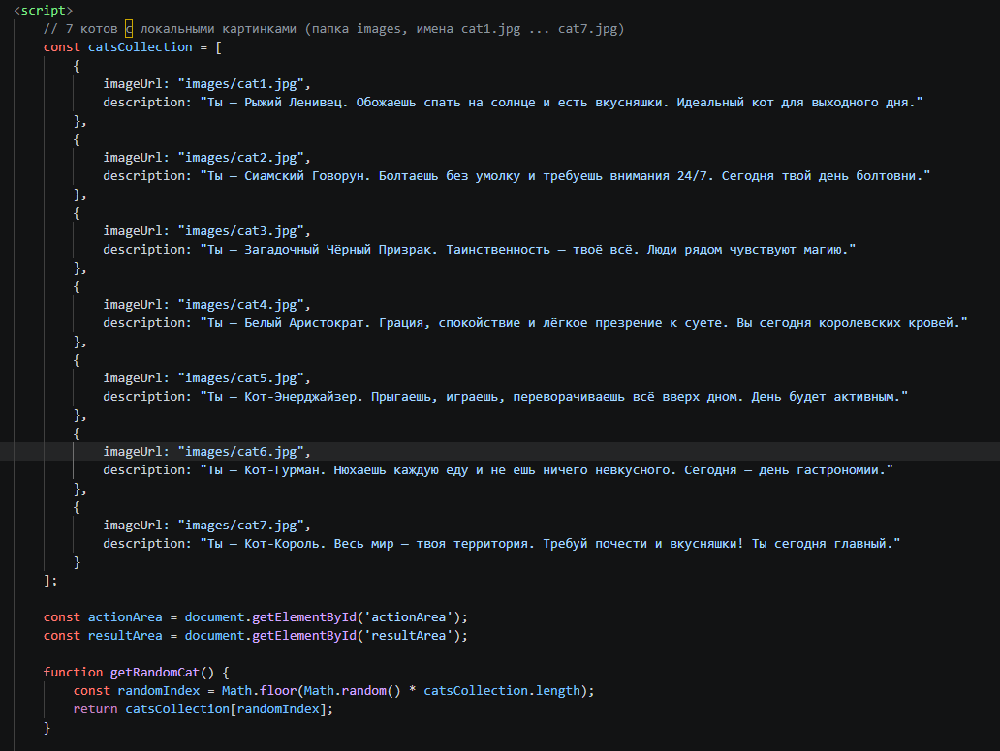 <script>
// 7 котов с локальными картинками (папка images, имена cat1.jpg ... cat7.jpg)
const catsCollection = [
{
imageUrl: "images/cat1.jpg",
description: "Ты — Рыжий Ленивец. Обожаешь спать на солнце и есть вкусняшки. Идеальный кот для выходного дня."
},
{
imageUrl: "images/cat2.jpg",
description: "Ты — Сиамский Говорун. Болтаешь без умолку и требуешь внимания 24/7. Сегодня твой день болтовни."
},
{
imageUrl: "images/cat3.jpg",
description: "Ты — Загадочный Чёрный Призрак. Таинственность — твоё всё. Люди рядом чувствуют магию."
},
{
imageUrl: "images/cat4.jpg",
description: "Ты — Белый Аристократ. Грация, спокойствие и лёгкое презрение к суете. Вы сегодня королевских кровей."
},
{
imageUrl: "images/cat5.jpg",
description: "Ты — Кот-Энерджайзер. Прыгаешь, играешь, переворачиваешь всё вверх дном. День будет активным."
},
{
imageUrl: "images/cat6.jpg",
description: "Ты — Кот-Гурман. Нюхаешь каждую еду и не ешь ничего невкусного. Сегодня — день гастрономии."
},
{
imageUrl: "images/cat7.jpg",
description: "Ты — Кот-Король. Весь мир — твоя территория. Требуй почести и вкусняшки! Ты сегодня главный."
}
];
const actionArea = document.getElementById('actionArea');
const resultArea = document.getElementById('resultArea');
function getRandomCat() {
const randomIndex = Math.floor(Math.random() * catsCollection.length);
return catsCollection[randomIndex];
}